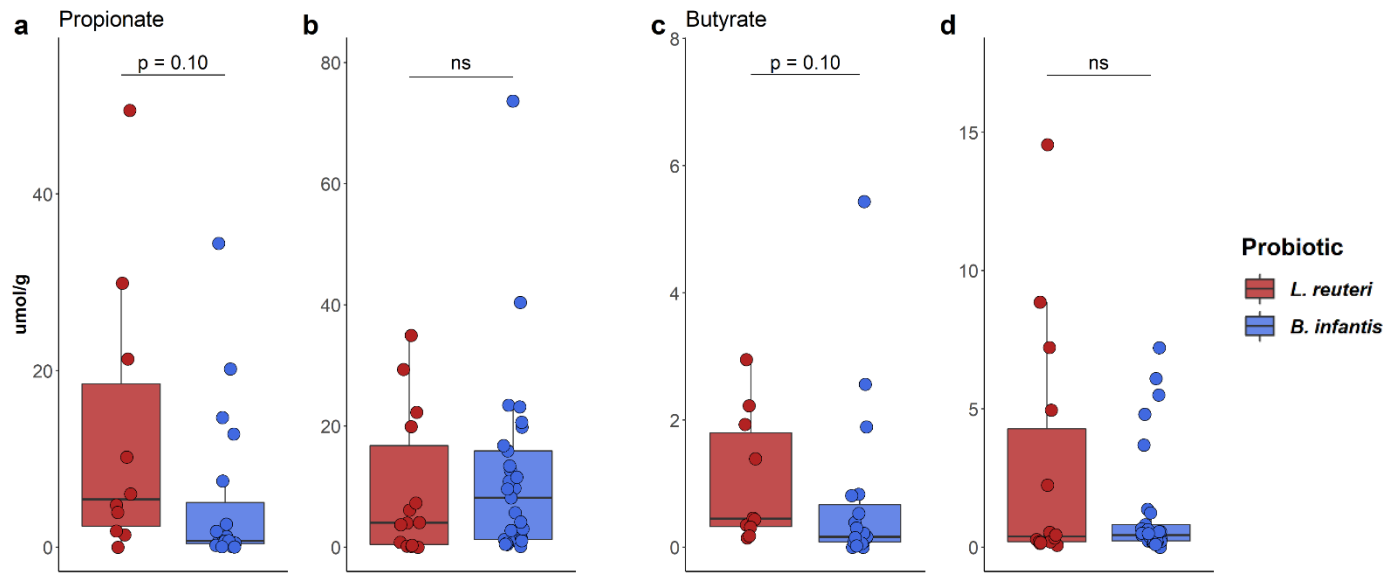 a Propionate
b
c Butyrate
d
umol/g
p = 0.10
0
20
40
ns
0
20
40
60
80
p = 0.10
0
2
4
6
8
ns
0
5
10
15
Probiotic
L. reuteri
B. infantis